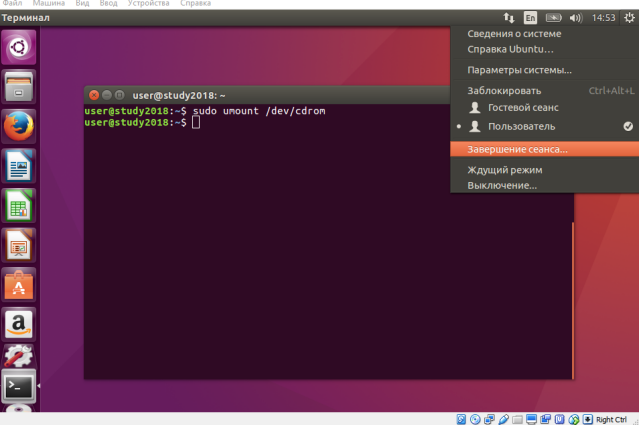 Файл Машина Вид Ввод Устройства Справка
Терминал En 14:53
Сведения о системе
Справка Ubuntu…
Параметры системы…
Заблокировать Ctrl+Alt+L
Гостевой сеанс
Пользователь
Завершение сеанса…
Ждущий режим
Выключение…
user@study2018: ~
user@study2018:~$ sudo umount /dev/cdrom
user@study2018:~$
Right Ctrl